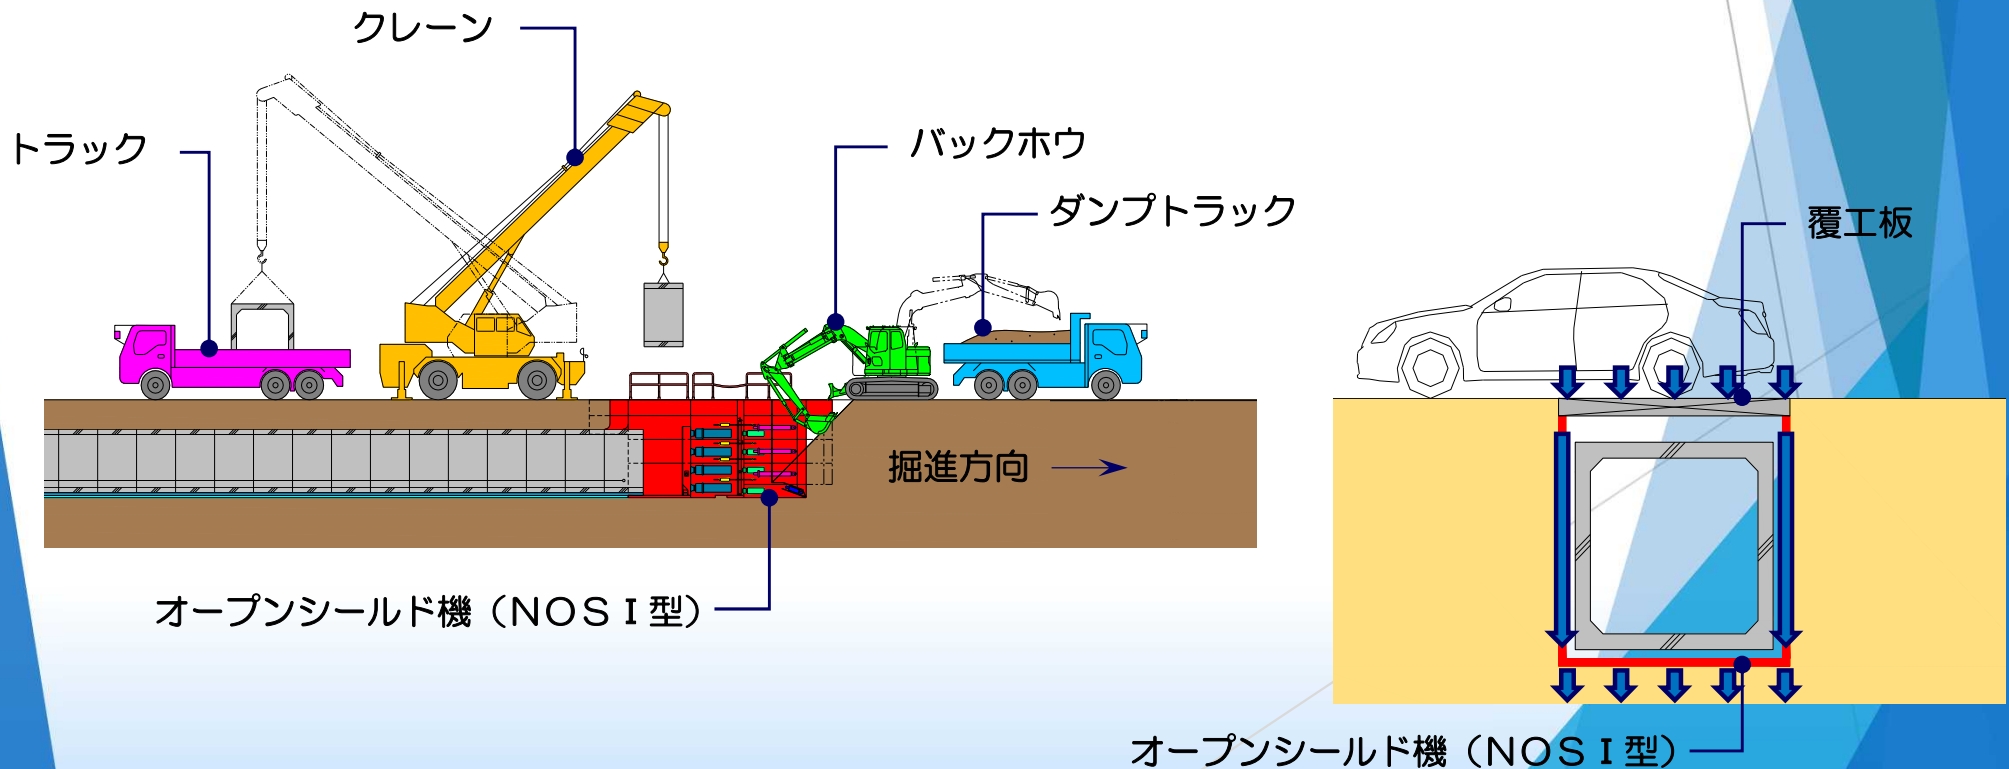 クレーン
トラック
バックホウ
ダンプトラック
覆工板
掘進方向
オープンシールド機（ＮＯＳⅠ型）
オープンシールド機（ＮＯＳⅠ型）